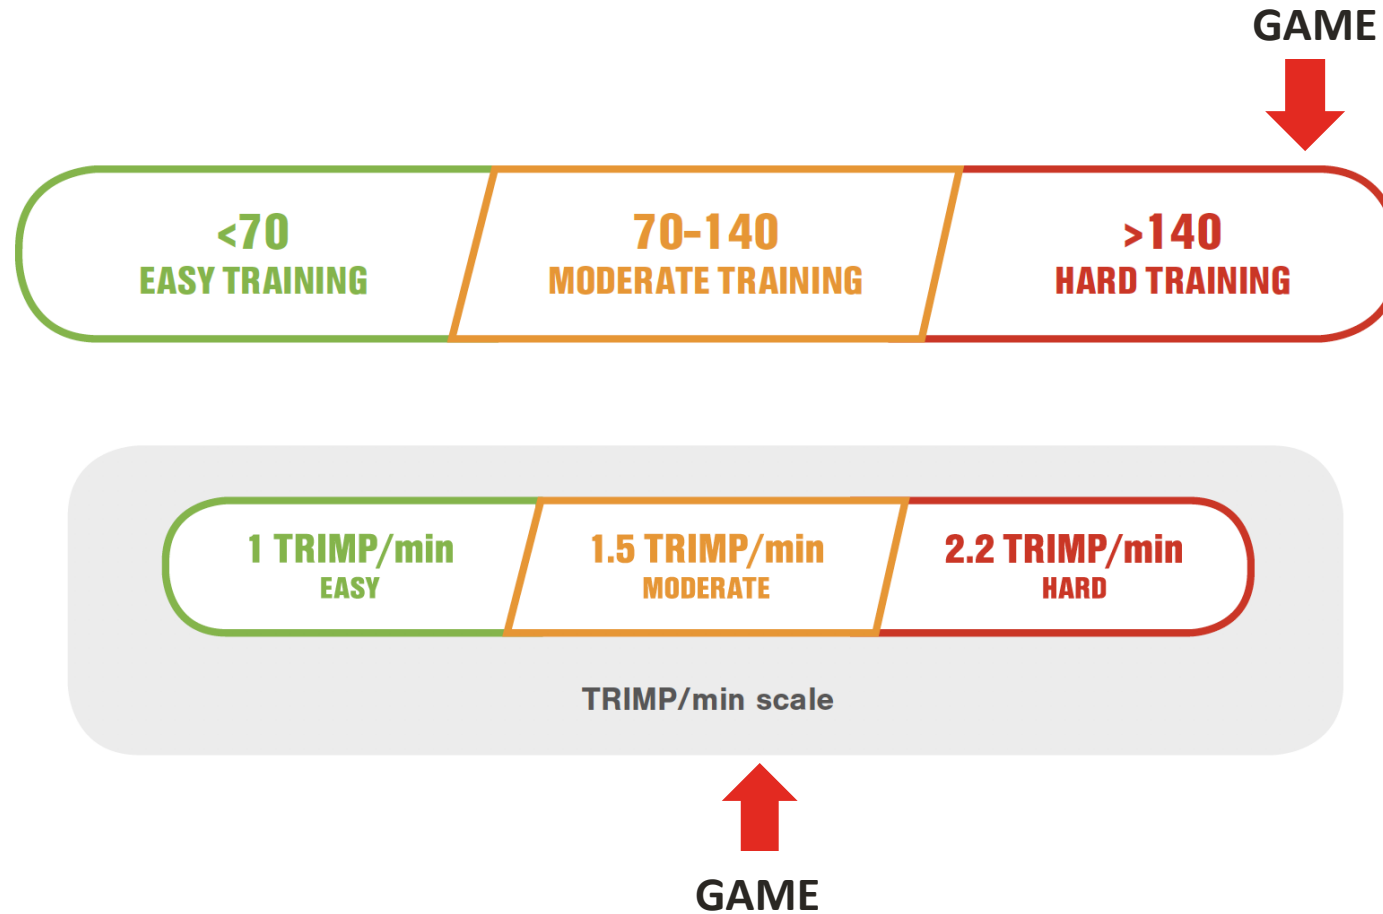 GAME
<70
EASY TRAINING
70-140
MODERATE TRAINING
>140
HARD TRAINING
1 TRIMP/min
EASY
1.5 TRIMP/min
MODERATE
2.2 TRIMP/min
HARD
TRIMP/min scale
GAME